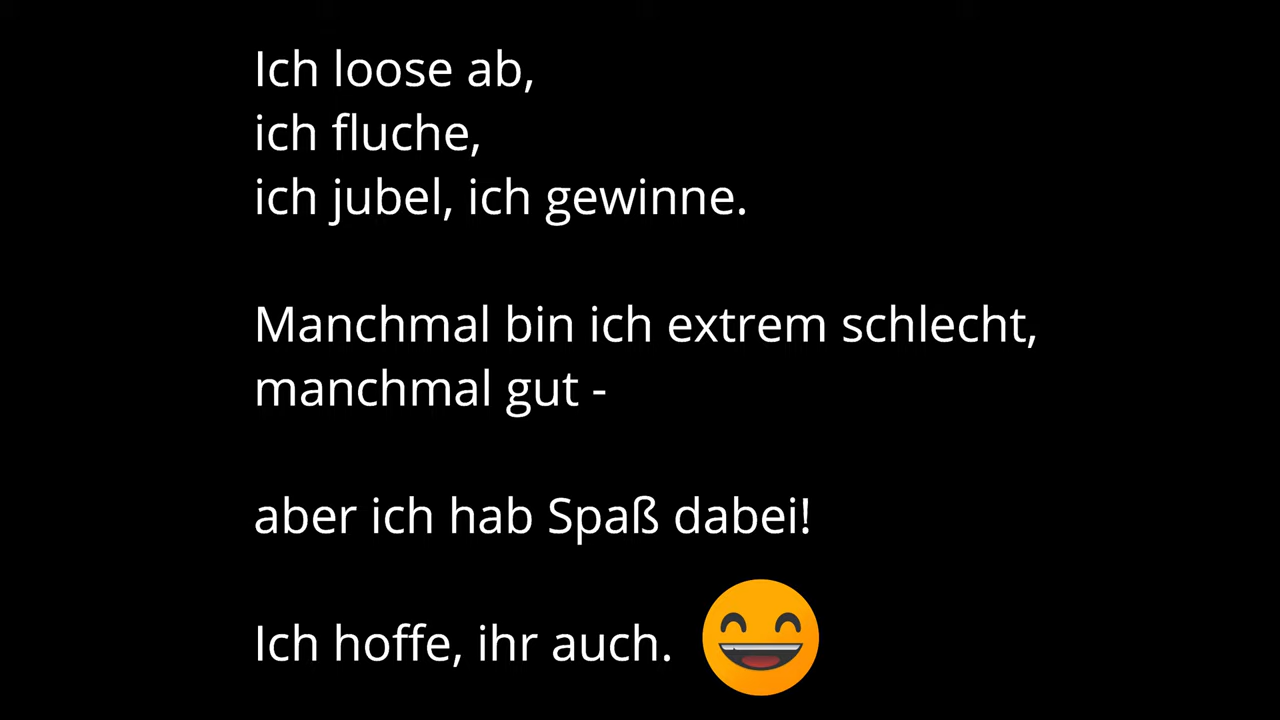 Ich loose ab,
ich fluche,
ich jubel, ich gewinne.
Manchmal bin ich extrem schlecht,
manchmal gut -
aber ich hab Spaß dabei!
Ich hoffe, ihr auch.